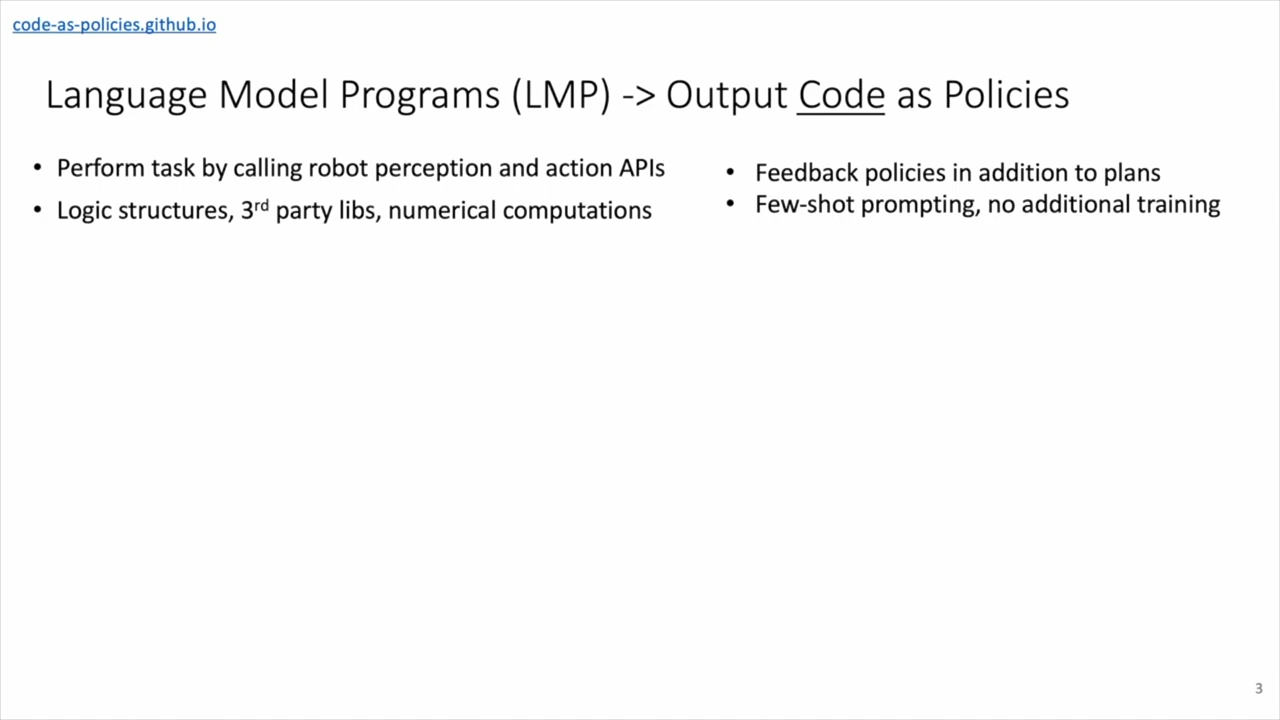 code-as-policies.github.io
Language Model Programs (LMP) -> Output Code as Policies
• Perform task by calling robot perception and action APIs
• Logic structures, 3rd party libs, numerical computations
• Feedback policies in addition to plans
• Few-shot prompting, no additional training
3